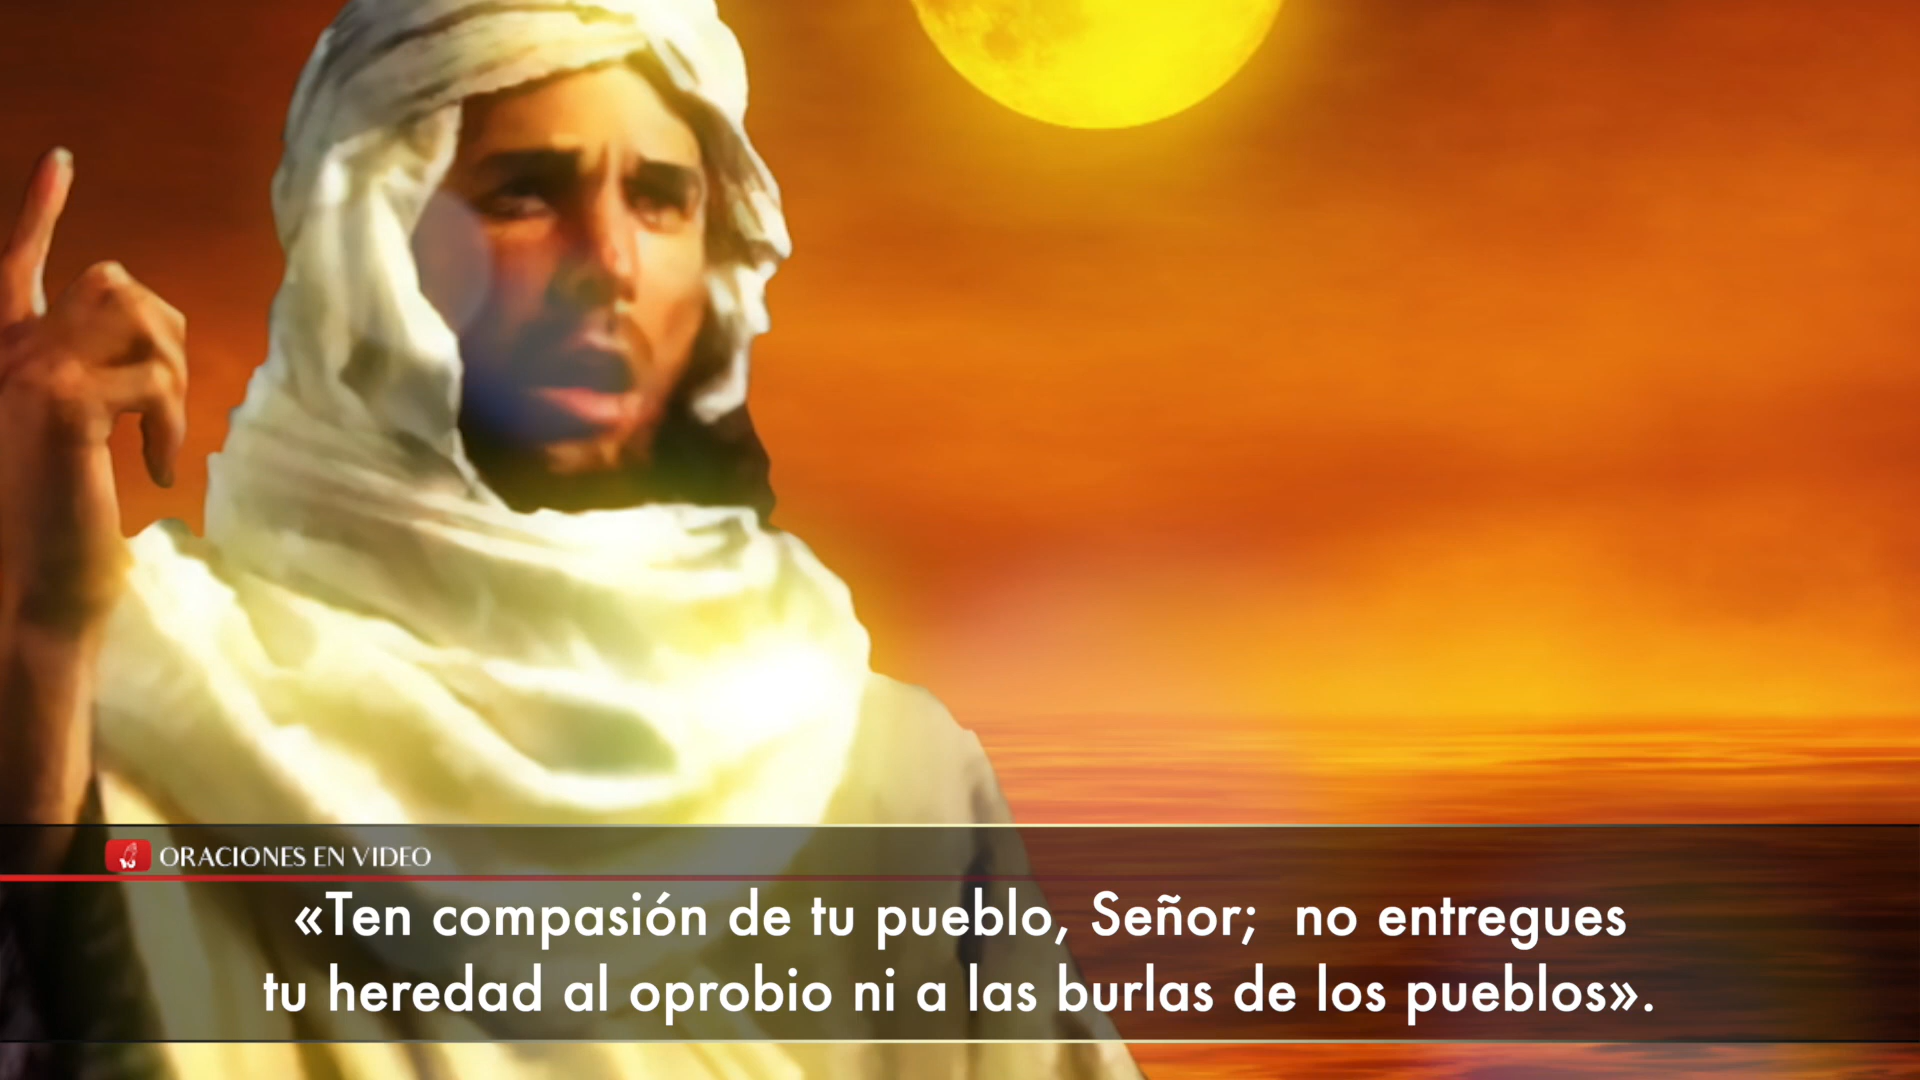 ORACIONES EN VIDEO
«Ten compasión de tu pueblo, Señor;  no entregues
tu heredad al oprobio ni a las burlas de los pueblos».